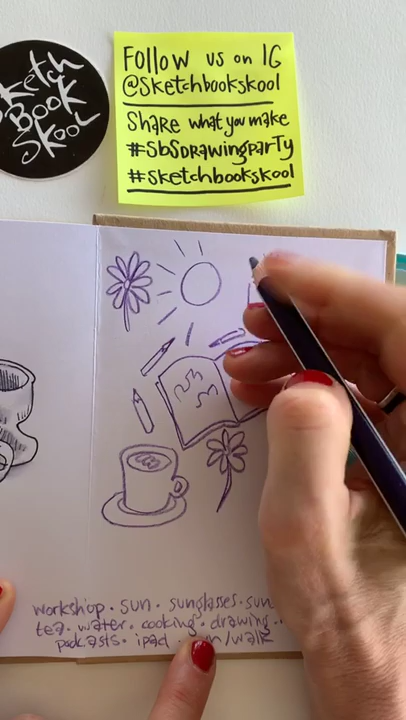 Sketch
Book
Skool
Follow us on IG
@Sketchbookskool
Share what you make
#SbSDrawingParTy
#sketchbookskool
workshop · sun · sunglasses · sun
tea · water · cooking · drawing ·
podcasts · ipad · /walk